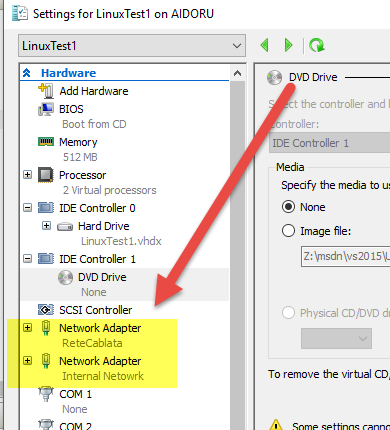 Settings for LinuxTest1 on AIDORU
LinuxTest1
Hardware
Add Hardware
BIOS
Boot from CD
Memory
512 MB
Processor
2 Virtual processors
IDE Controller 0
Hard Drive
LinuxTest1.vhdx
IDE Controller 1
DVD Drive
None
SCSI Controller
Network Adapter
ReteCablata
Network Adapter
Internal Netowrk
COM 1
None
COM 2
DVD Drive
Select the controller and
Controller:
IDE Controller 1
Media
Specify the media to us
None
Image file:
Z:\msdn\vs2015\
Physical CD/DVD dr
To remove the virtual CD/
Some settings cannot